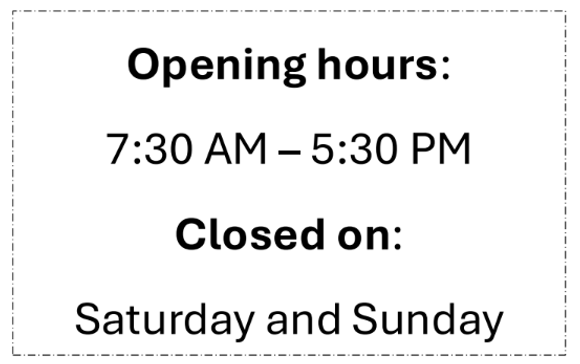 Opening hours:
7:30 AM – 5:30 PM
Closed on:
Saturday and Sunday